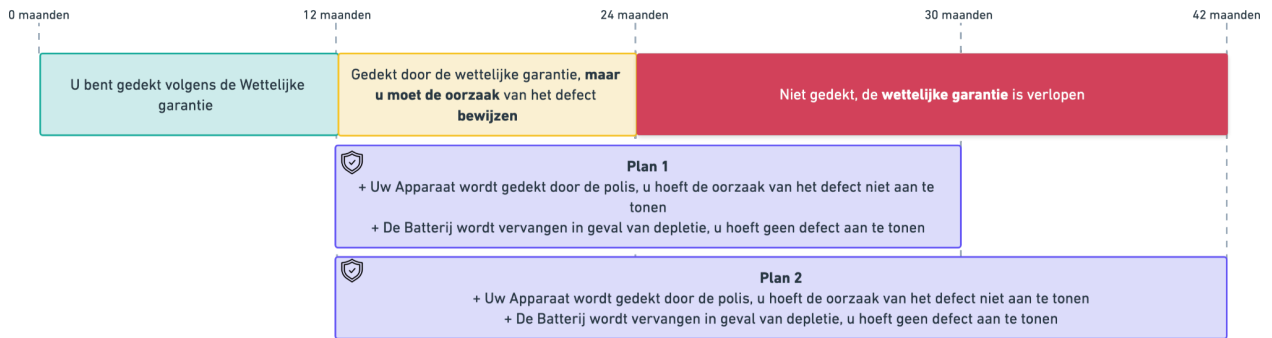 0 maanden
12 maanden
24 maanden
30 maanden
42 maanden
U bent gedekt volgens de Wettelijke
garantie
Gedekt door de wettelijke garantie, maar
u moet de oorzaak van het defect
bewijzen
Niet gedekt, de wettelijke garantie is verlopen
Plan 1
+ Uw Apparaat wordt gedekt door de polis, u hoeft de oorzaak van het defect niet aan te
tonen
+ De Batterij wordt vervangen in geval van depletie, u hoeft geen defect aan te tonen
Plan 2
+ Uw Apparaat wordt gedekt door de polis, u hoeft de oorzaak van het defect niet aan te tonen
+ De Batterij wordt vervangen in geval van depletie, u hoeft geen defect aan te tonen